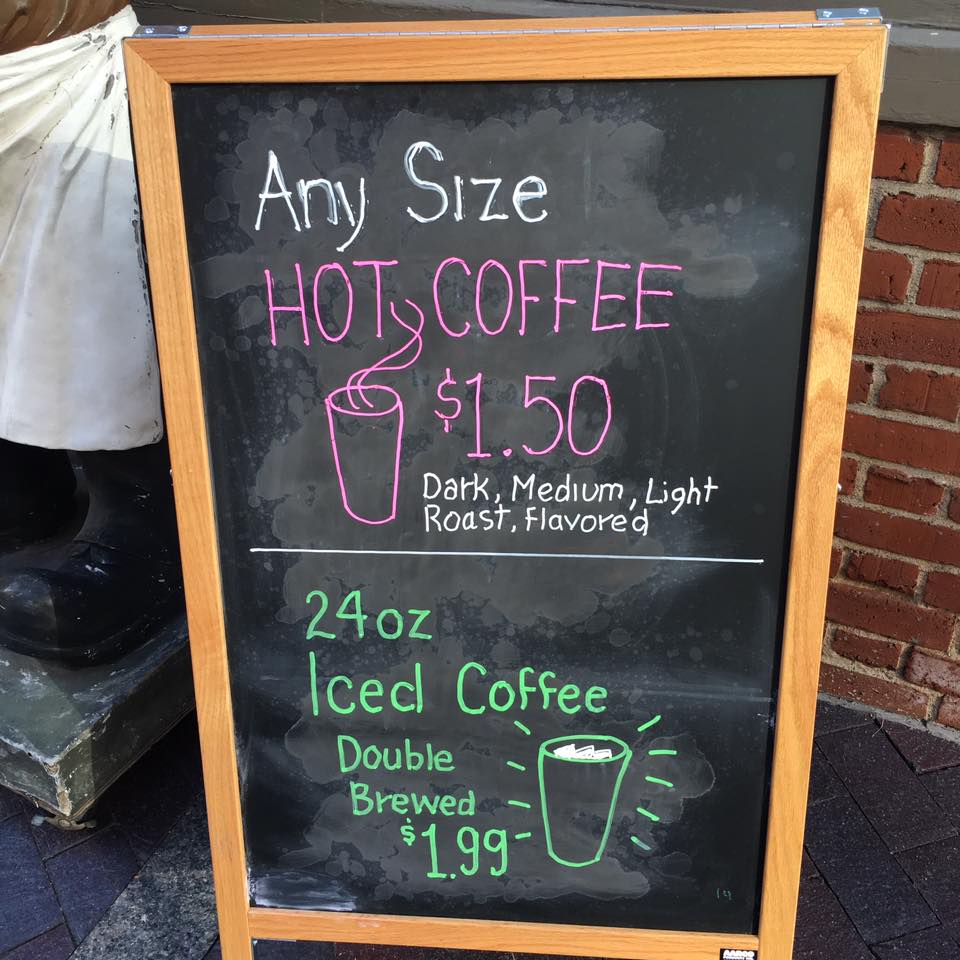 Any Size
HOT COFFEE
$1.50
Dark, Medium, Light
Roast, Flavored
24oz
Iced Coffee
Double
Brewed
$1.99